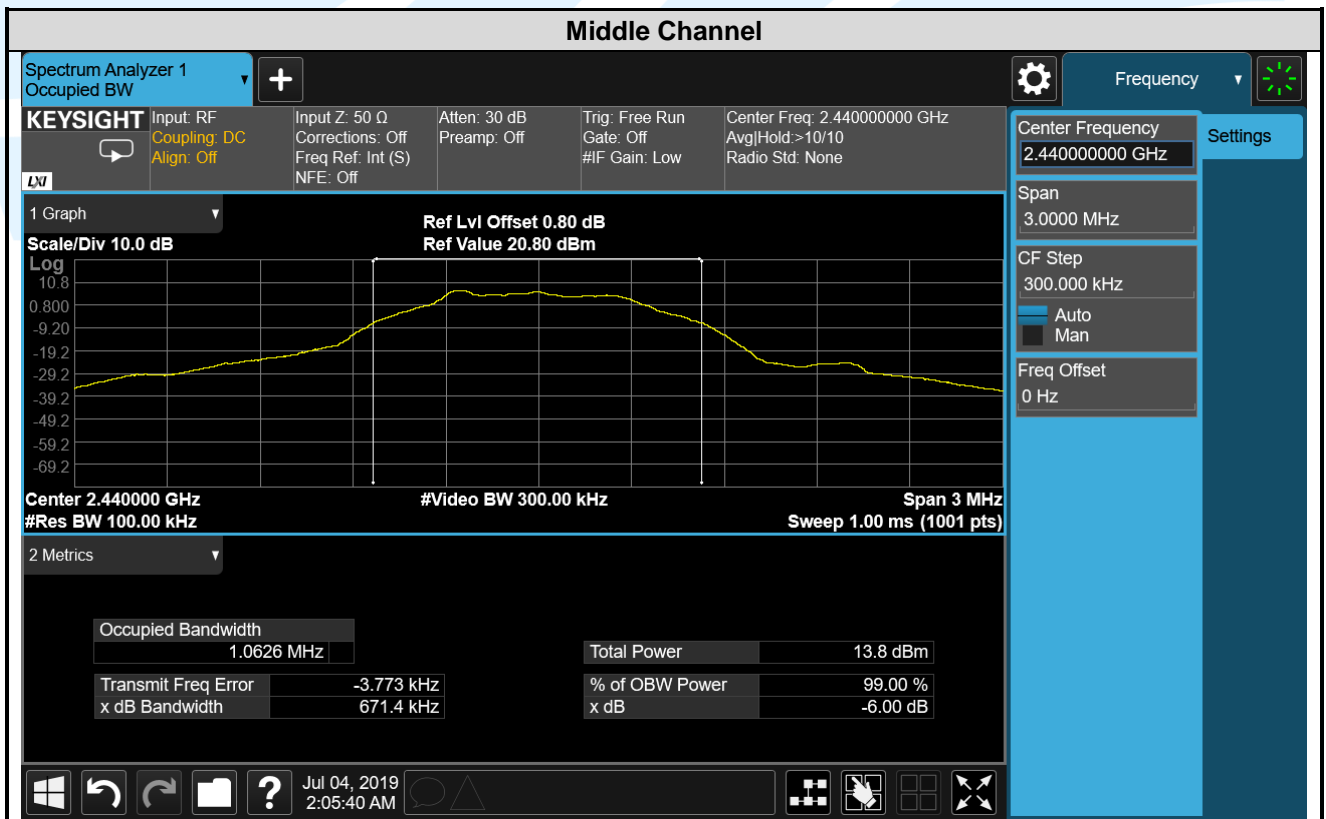 Middle Channel
Spectrum Analyzer 1
Occupied BW
+
Frequency
KEYSIGHT
LXI
Input: RF
Coupling: DC
Align: Off
Input Z: 50 Ω
Corrections: Off
Freq Ref: Int (S)
NFE: Off
Atten: 30 dB
Preamp: Off
Trig: Free Run
Gate: Off
#IF Gain: Low
Center Freq: 2.440000000 GHz
Avg|Hold:>10/10
Radio Std: None
Center Frequency
2.440000000 GHz
Settings
Span
3.0000 MHz
CF Step
300.000 kHz
Auto
Man
Freq Offset
0 Hz
1 Graph
Scale/Div 10.0 dB
Ref Lvl Offset 0.80 dB
Ref Value 20.80 dBm
Log
10.8
0.800
-9.20
-19.2
-29.2
-39.2
-49.2
-59.2
-69.2
Center 2.440000 GHz
#Video BW 300.00 kHz
Span 3 MHz
#Res BW 100.00 kHz
Sweep 1.00 ms (1001 pts)
2 Metrics
Occupied Bandwidth
1.0626 MHz
Total Power 13.8 dBm
Transmit Freq Error -3.773 kHz
% of OBW Power 99.00 %
x dB Bandwidth 671.4 kHz
x dB -6.00 dB
?
Jul 04, 2019
2:05:40 AM